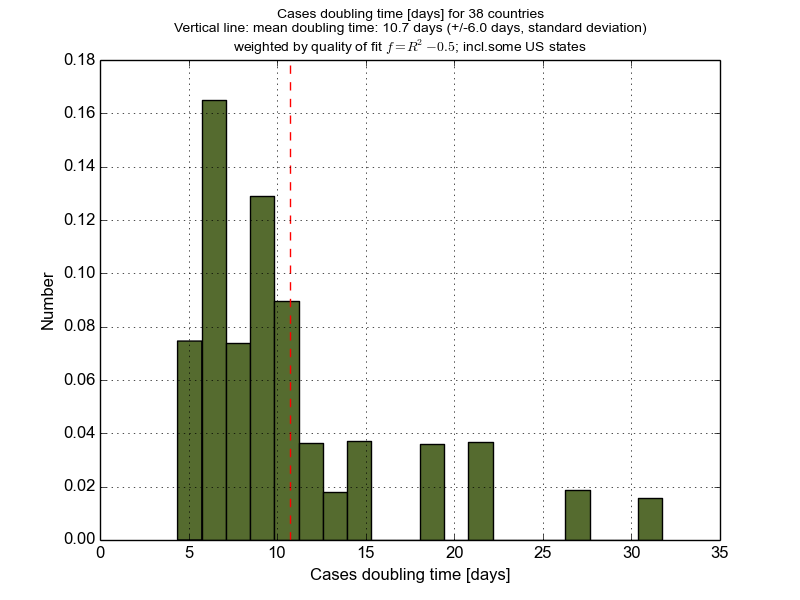 Cases doubling time [days] for 38 countries
Vertical line: mean doubling time: 10.7 days (+/-6.0 days, standard deviation)
weighted by quality of fit f = R² − 0.5; incl.some US states
0.18
0.16
0.14
0.12
0.10
0.08
0.06
0.04
0.02
0.00
Number
0 5 10 15 20 25 30 35
Cases doubling time [days]